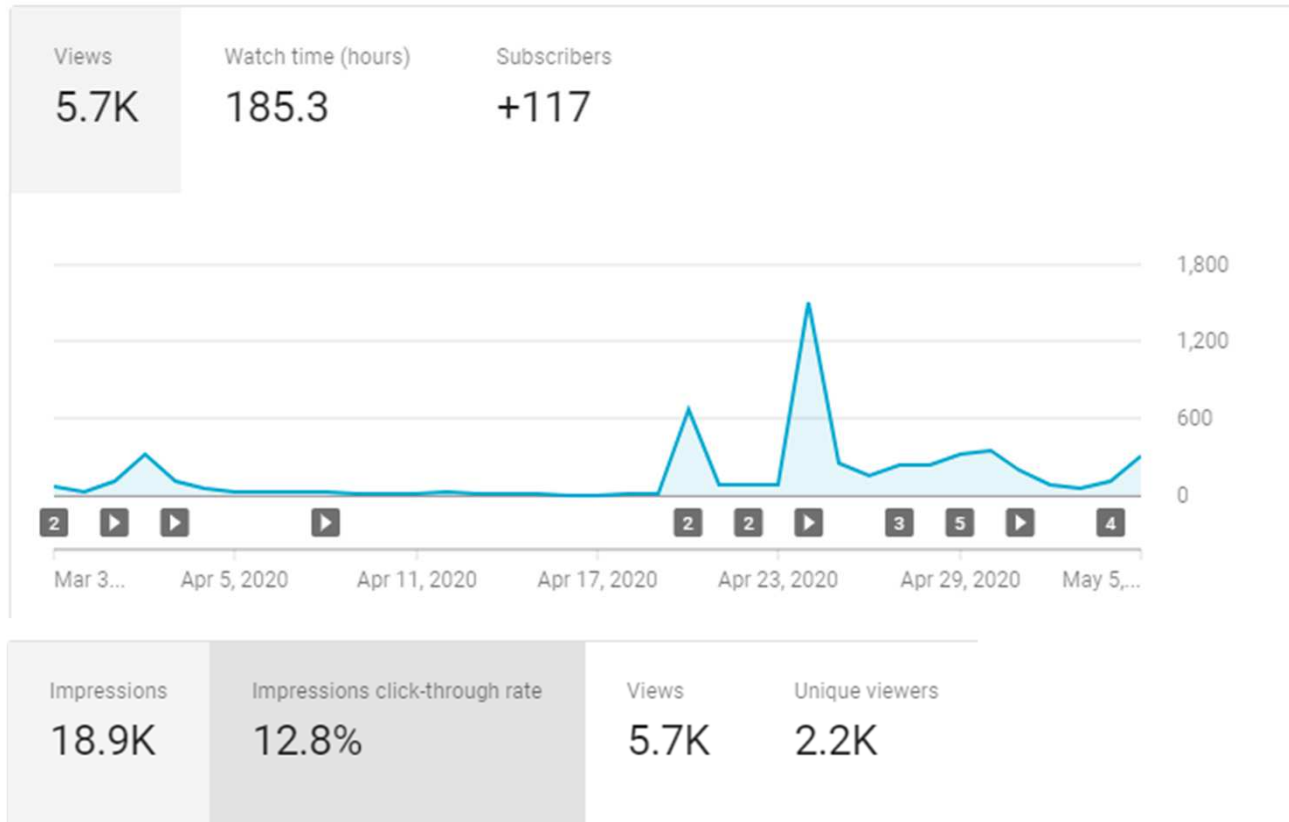 Views Watch time (hours) Subscribers
5.7K 185.3 +117
1,800
1,200
600
0
2 2 2 3 5 4
Mar 3... Apr 5, 2020 Apr 11, 2020 Apr 17, 2020 Apr 23, 2020 Apr 29, 2020 May 5,...
Impressions Impressions click-through rate Views Unique viewers
18.9K 12.8% 5.7K 2.2K